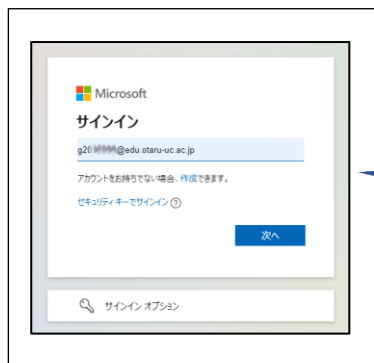 Microsoft
サインイン
g20 @edu.otaru-uc.ac.jp
アカウントをお持ちでない場合、作成できます。
セキュリティ キーでサインイン
次へ
サインイン オプション